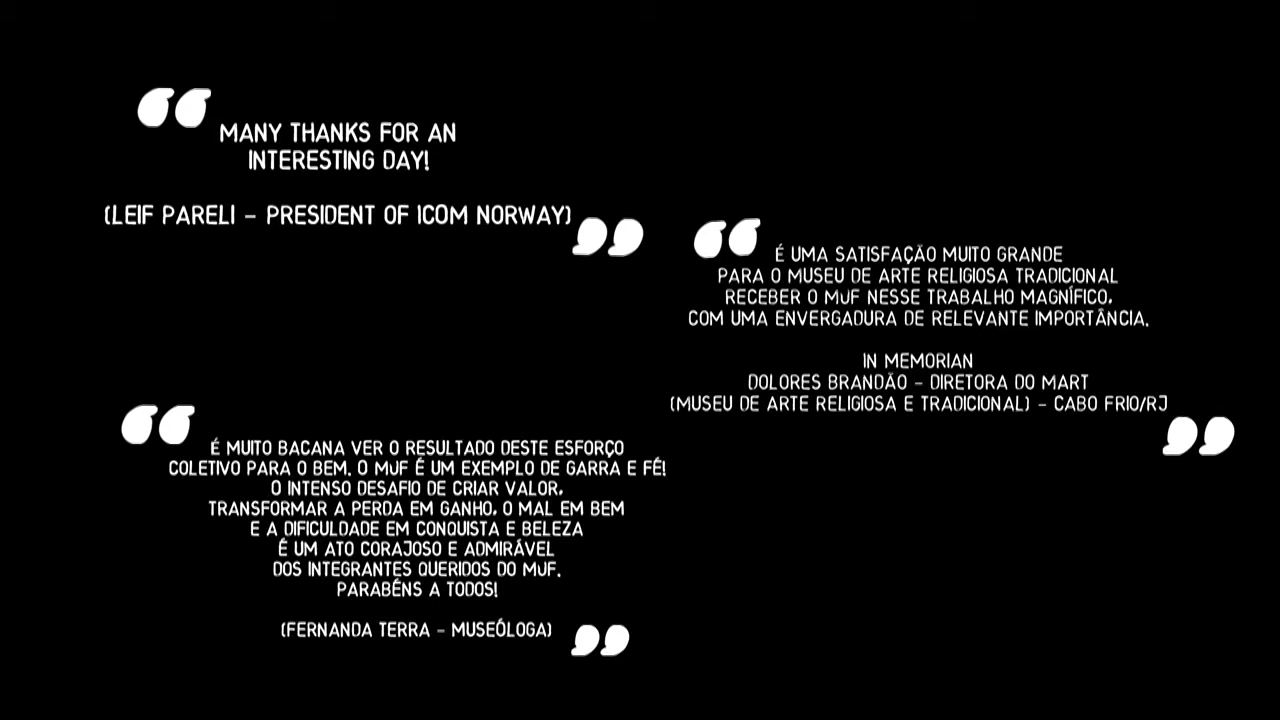 MANY THANKS FOR AN
INTERESTING DAY!
(LEIF PARELI – PRESIDENT OF ICOM NORWAY)
É UMA SATISFAÇÃO MUITO GRANDE
PARA O MUSEU DE ARTE RELIGIOSA TRADICIONAL
RECEBER O MUF NESSE TRABALHO MAGNÍFICO,
COM UMA ENVERGADURA DE RELEVANTE IMPORTÂNCIA.
IN MEMORIAN
DOLORES BRANDÃO – DIRETORA DO MART
(MUSEU DE ARTE RELIGIOSA E TRADICIONAL) – CABO FRIO/RJ
É MUITO BACANA VER O RESULTADO DESTE ESFORÇO
COLETIVO PARA O BEM. O MUF É UM EXEMPLO DE GARRA E FÉ!
O INTENSO DESAFIO DE CRIAR VALOR,
TRANSFORMAR A PERDA EM GANHO, O MAL EM BEM
E A DIFICULDADE EM CONQUISTA E BELEZA
É UM ATO CORAJOSO E ADMIRÁVEL
DOS INTEGRANTES QUERIDOS DO MUF.
PARABÉNS A TODOS!
(FERNANDA TERRA – MUSEÓLOGA)